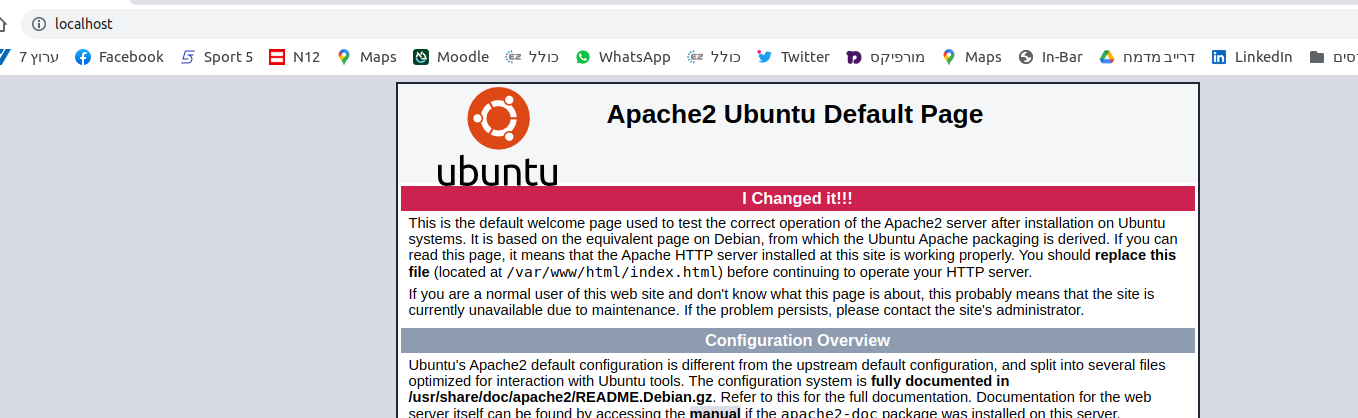 localhost
ערוץ 7 Facebook Sport 5 N12 Maps Moodle כולל WhatsApp כולל Twitter מורפיקס Maps In-Bar דרייב מדמח LinkedIn
Apache2 Ubuntu Default Page
ubuntu
I Changed it!!!
This is the default welcome page used to test the correct operation of the Apache2 server after installation on Ubuntu
systems. It is based on the equivalent page on Debian, from which the Ubuntu Apache packaging is derived. If you can
read this page, it means that the Apache HTTP server installed at this site is working properly. You should replace this
file (located at /var/www/html/index.html) before continuing to operate your HTTP server.
If you are a normal user of this web site and don't know what this page is about, this probably means that the site is
currently unavailable due to maintenance. If the problem persists, please contact the site's administrator.
Configuration Overview
Ubuntu's Apache2 default configuration is different from the upstream default configuration, and split into several files
optimized for interaction with Ubuntu tools. The configuration system is fully documented in
/usr/share/doc/apache2/README.Debian.gz. Refer to this for the full documentation. Documentation for the web
server itself can be found by accessing the manual if the apache2-doc package was installed on this server.